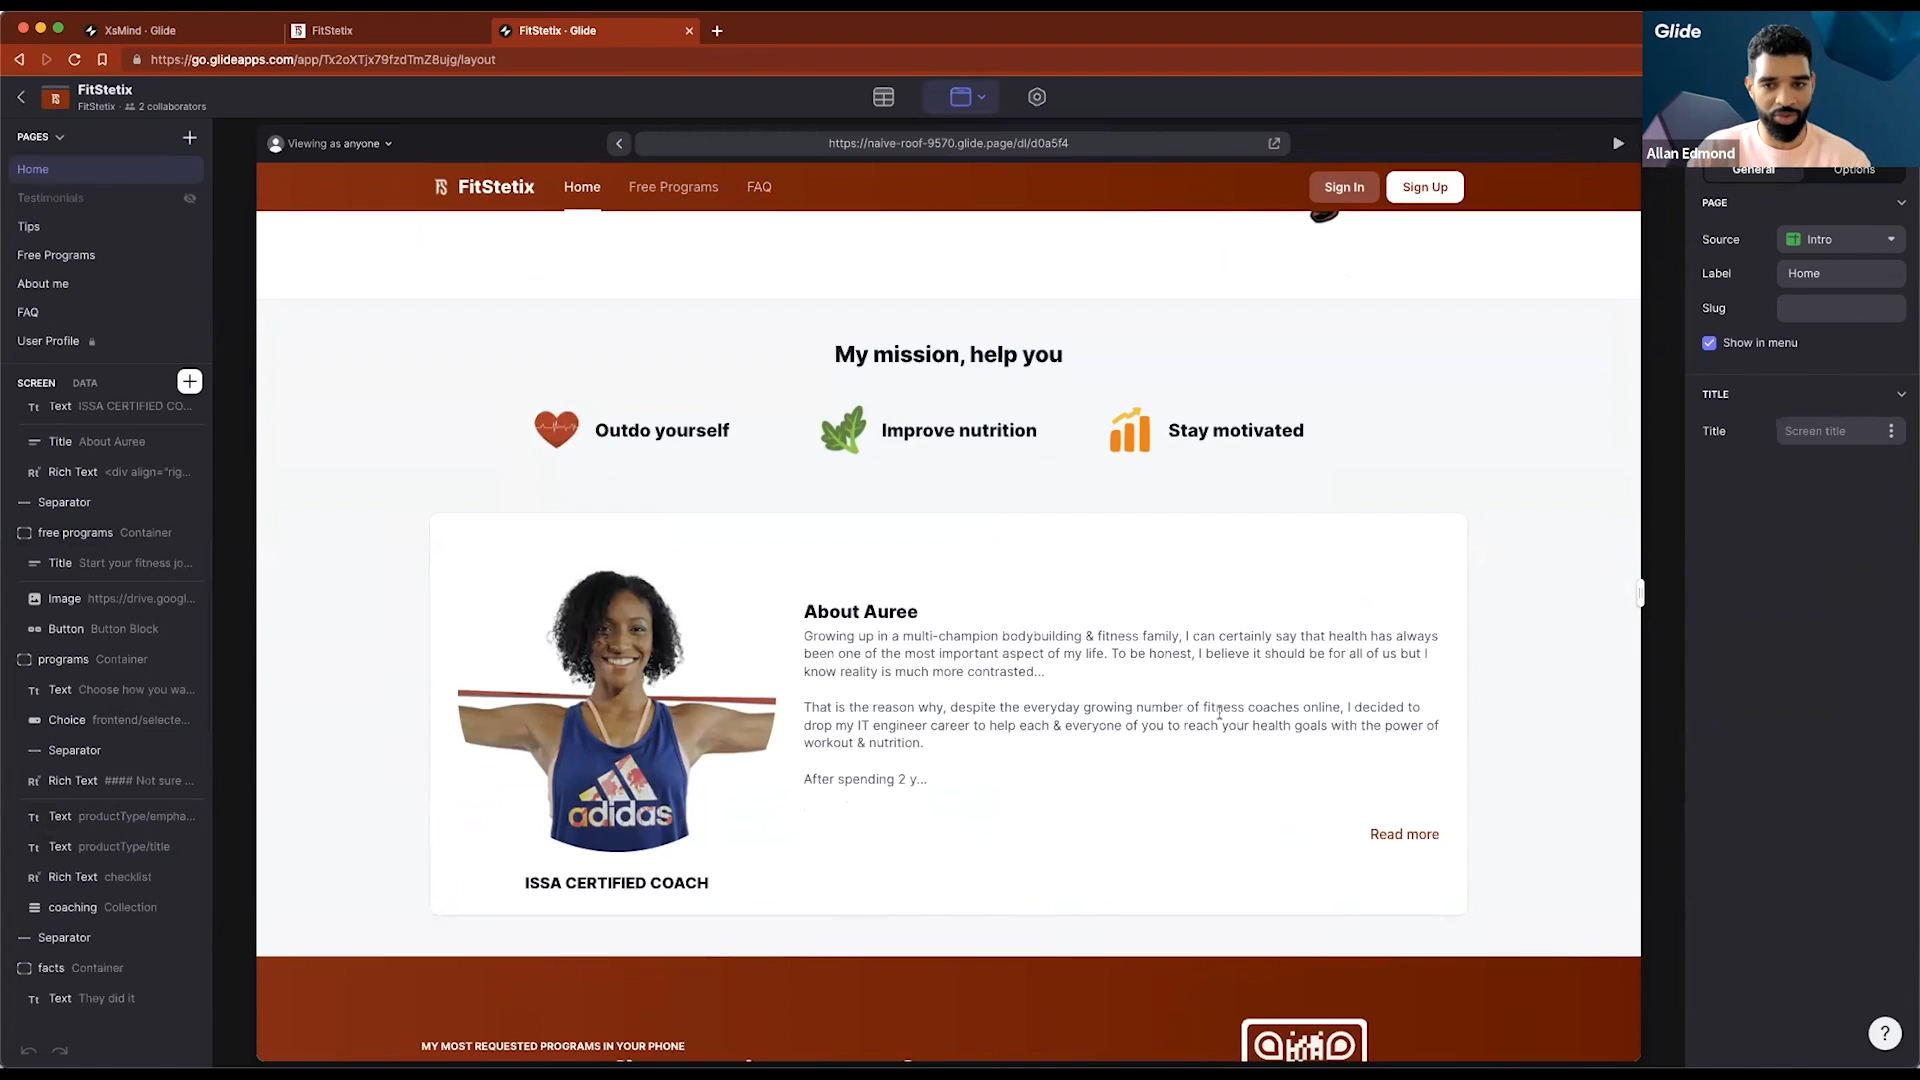 XsMind · Glide
FitStetix
FitStetix · Glide
https://go.glideapps.com/app/Tx2oXTjx79fzdTmZ8ujg/layout
Glide
Allan Edmond
FitStetix
FitStetix · 2 collaborators
PAGES
Home
Testimonials
Tips
Free Programs
About me
FAQ
User Profile
SCREEN DATA
Text ISSA CERTIFIED CO...
Title About Auree
Rich Text <div align="rig...
Separator
free programs Container
Title Start your fitness jo...
Image https://drive.googl...
Button Button Block
programs Container
Text Choose how you wa...
Choice frontend/selecte...
Separator
Rich Text #### Not sure ...
Text productType/empha...
Text productType/title
Rich Text checklist
coaching Collection
Separator
facts Container
Text They did it
Viewing as anyone
https://naive-roof-9570.glide.page/dl/d0a5f4
FitStetix
Home
Free Programs
FAQ
Sign In
Sign Up
My mission, help you
Outdo yourself
Improve nutrition
Stay motivated
adidas
ISSA CERTIFIED COACH
About Auree
Growing up in a multi-champion bodybuilding & fitness family, I can certainly say that health has always
been one of the most important aspect of my life. To be honest, I believe it should be for all of us but I
know reality is much more contrasted...
That is the reason why, despite the everyday growing number of fitness coaches online, I decided to
drop my IT engineer career to help each & everyone of you to reach your health goals with the power of
workout & nutrition.
After spending 2 y...
Read more
MY MOST REQUESTED PROGRAMS IN YOUR PHONE
General
Options
PAGE
Source Intro
Label Home
Slug
Show in menu
TITLE
Title Screen title
?